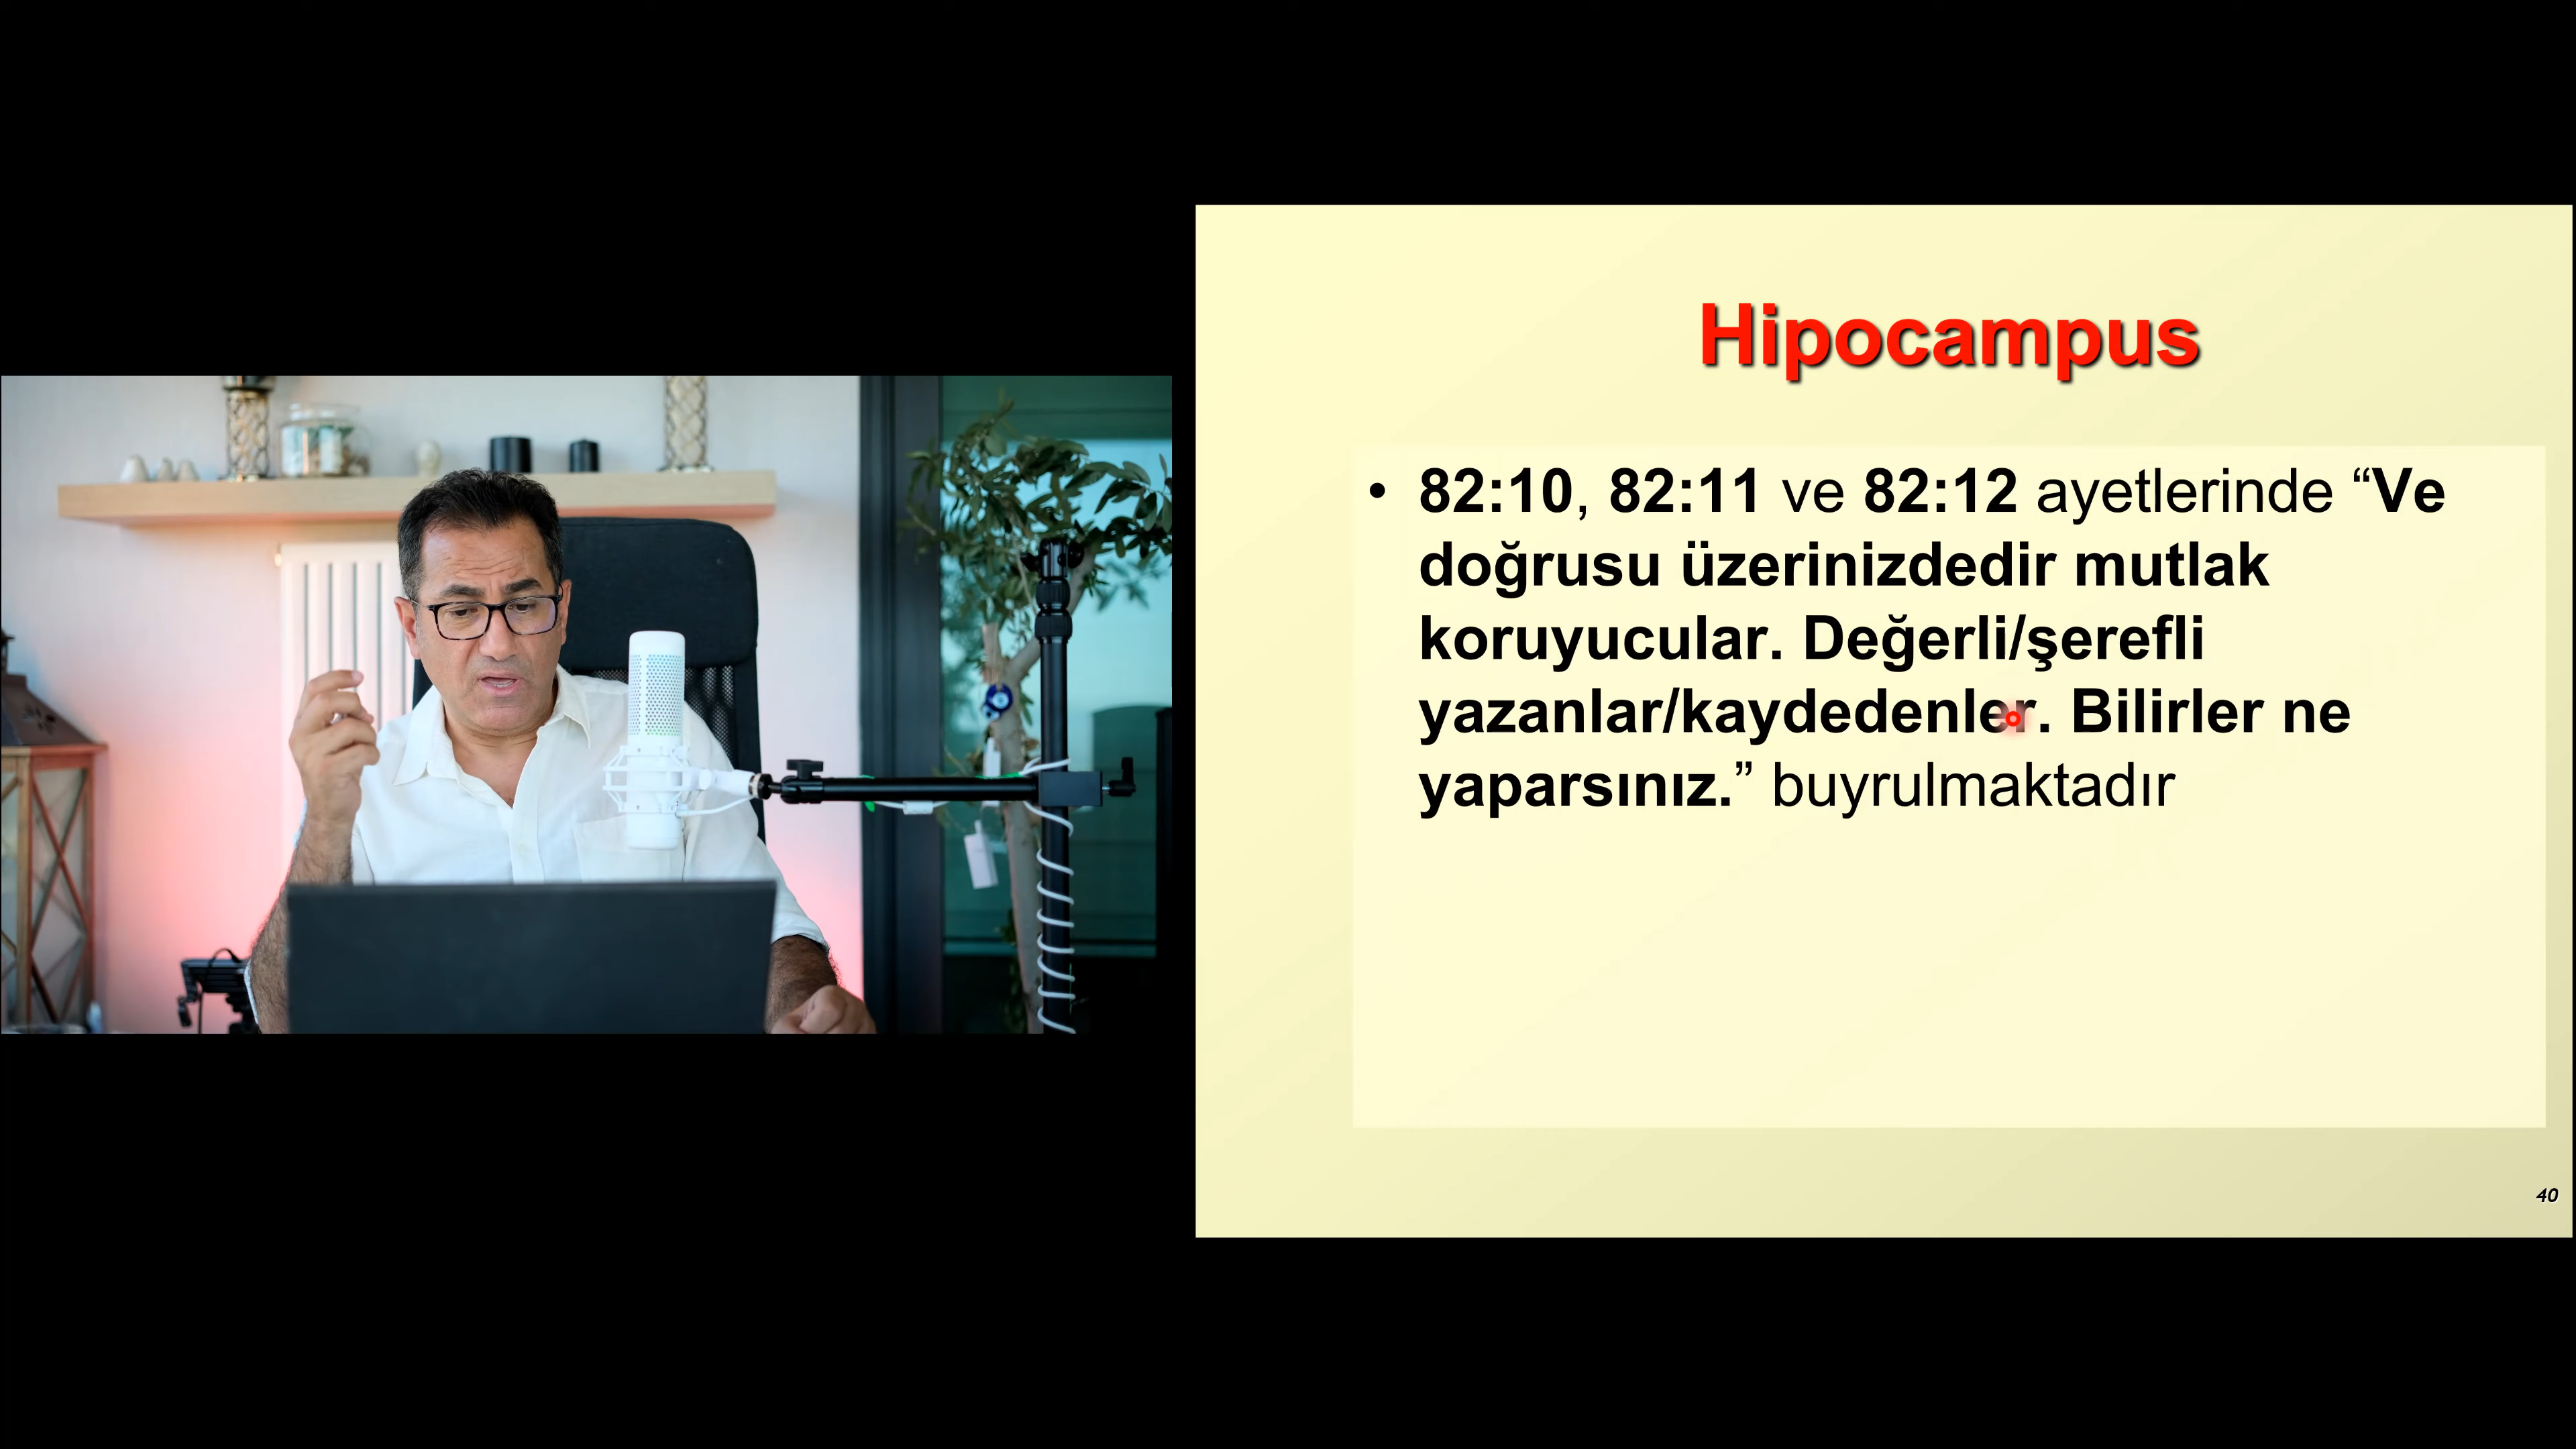 Hipocampus
• 82:10, 82:11 ve 82:12 ayetlerinde “Ve
doğrusu üzerinizdedir mutlak
koruyucular. Değerli/şerefli
yazanlar/kaydedenler. Bilirler ne
yaparsınız.” buyrulmaktadır
40